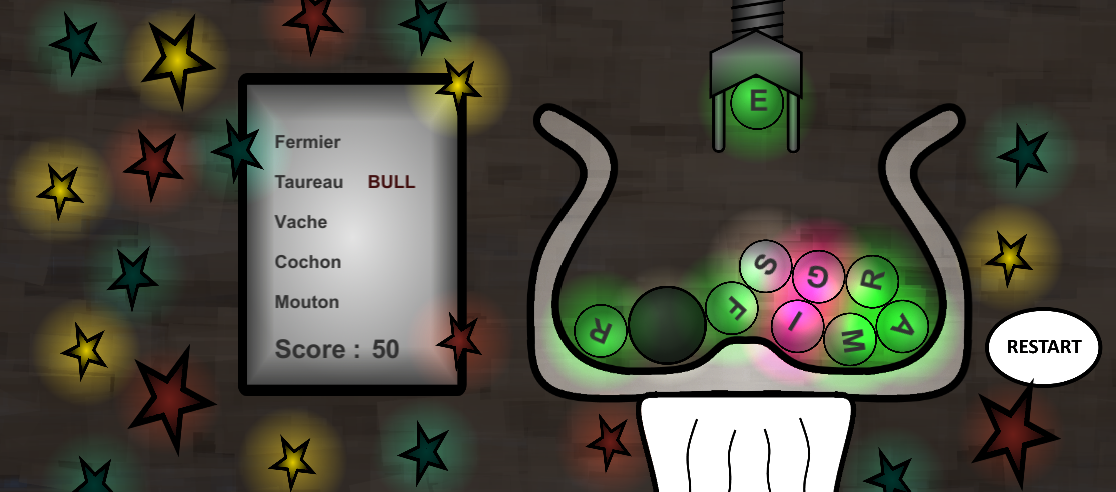 Fermier
Taureau BULL
Vache
Cochon
Mouton
Score : 50
E
S G R
R F I M A
RESTART